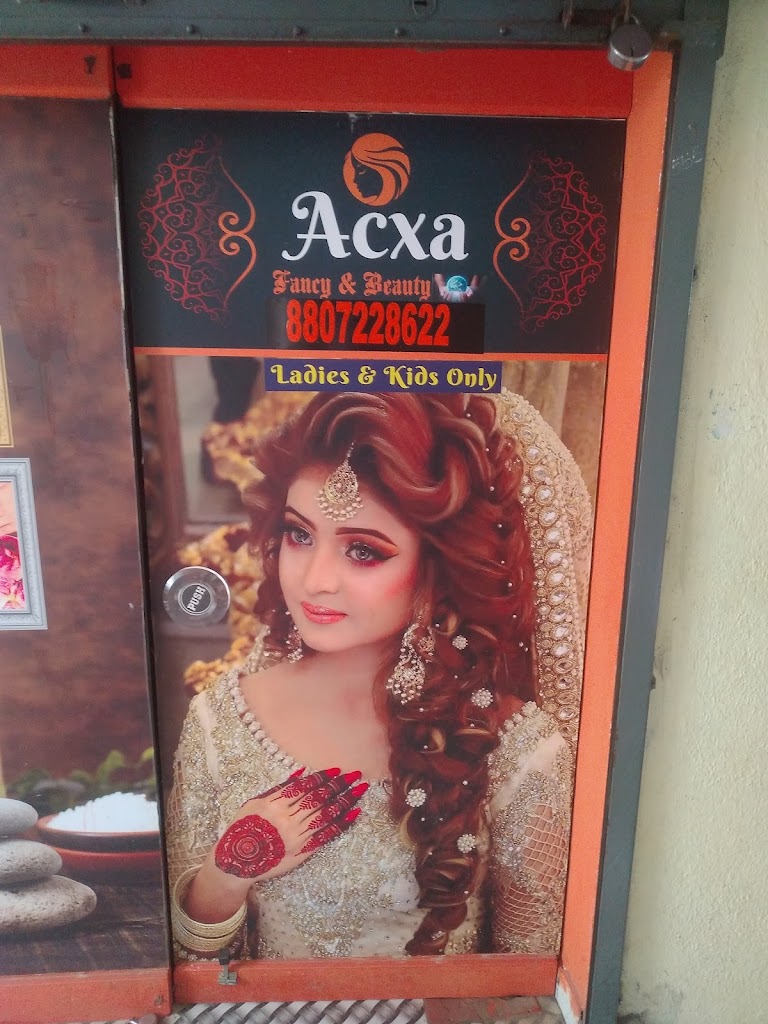 Acxa
Fancy & Beauty
8807228622
Ladies & Kids Only
PUSH